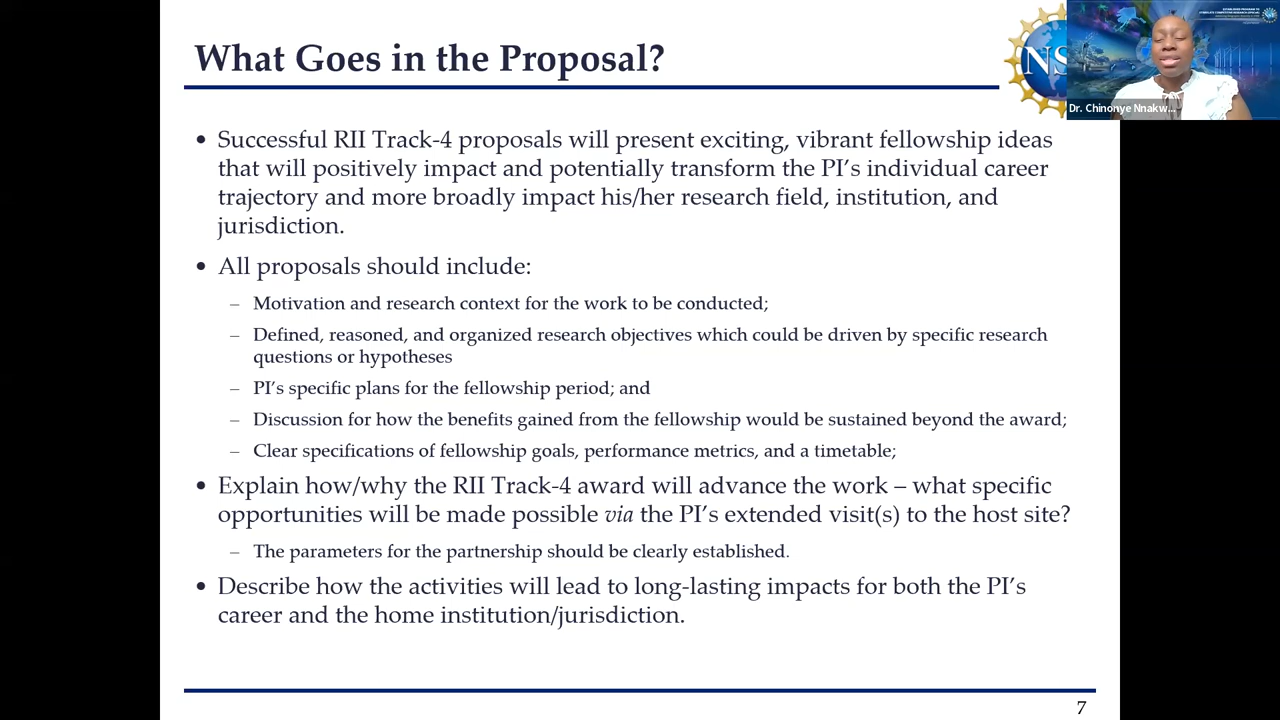 What Goes in the Proposal?
NS
Dr. Chinonye Nnakw...
• Successful RII Track-4 proposals will present exciting, vibrant fellowship ideas
that will positively impact and potentially transform the PI’s individual career
trajectory and more broadly impact his/her research field, institution, and
jurisdiction.
• All proposals should include:
– Motivation and research context for the work to be conducted;
– Defined, reasoned, and organized research objectives which could be driven by specific research
questions or hypotheses
– PI’s specific plans for the fellowship period; and
– Discussion for how the benefits gained from the fellowship would be sustained beyond the award;
– Clear specifications of fellowship goals, performance metrics, and a timetable;
• Explain how/why the RII Track-4 award will advance the work – what specific
opportunities will be made possible via the PI’s extended visit(s) to the host site?
– The parameters for the partnership should be clearly established.
• Describe how the activities will lead to long-lasting impacts for both the PI’s
career and the home institution/jurisdiction.
7